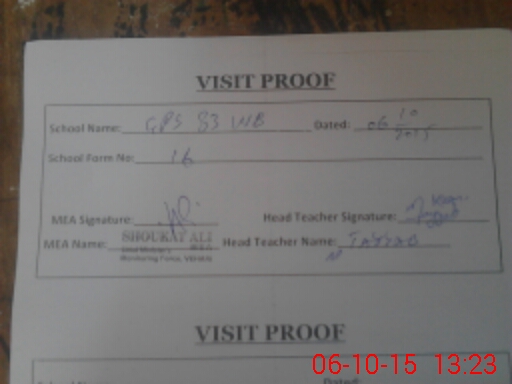 VISIT PROOF
School Name: GPS 83 WB Dated: 06 10 2015
School Form No: 16
MEA Signature: Head Teacher Signature:
MEA Name: SHOUKAT ALI Head Teacher Name: M TAYYAB
Monitoring Force,
VISIT PROOF
Dated:
06-10-15 13:23